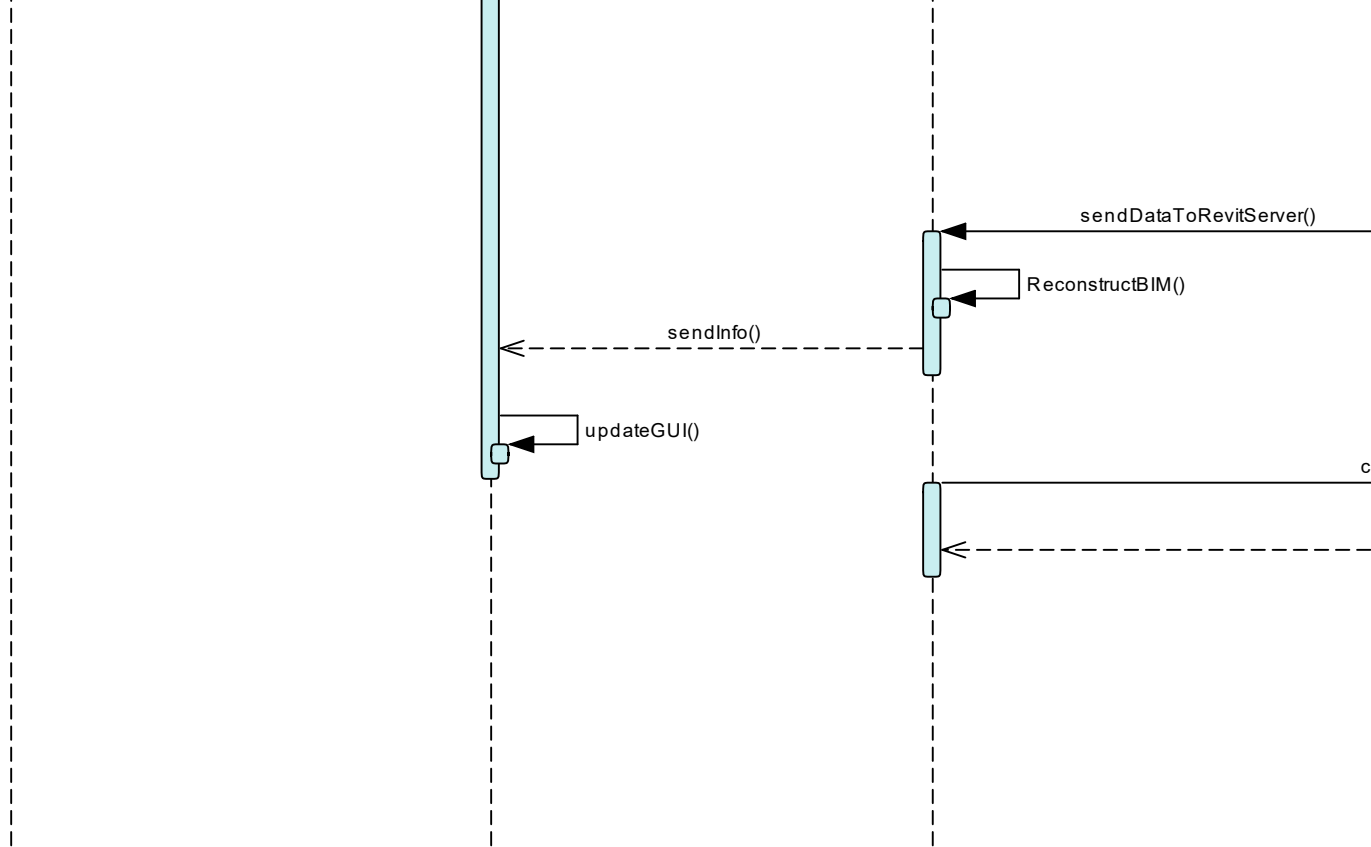 sendDataToRevitServer()
ReconstructBIM()
sendInfo()
updateGUI()
c